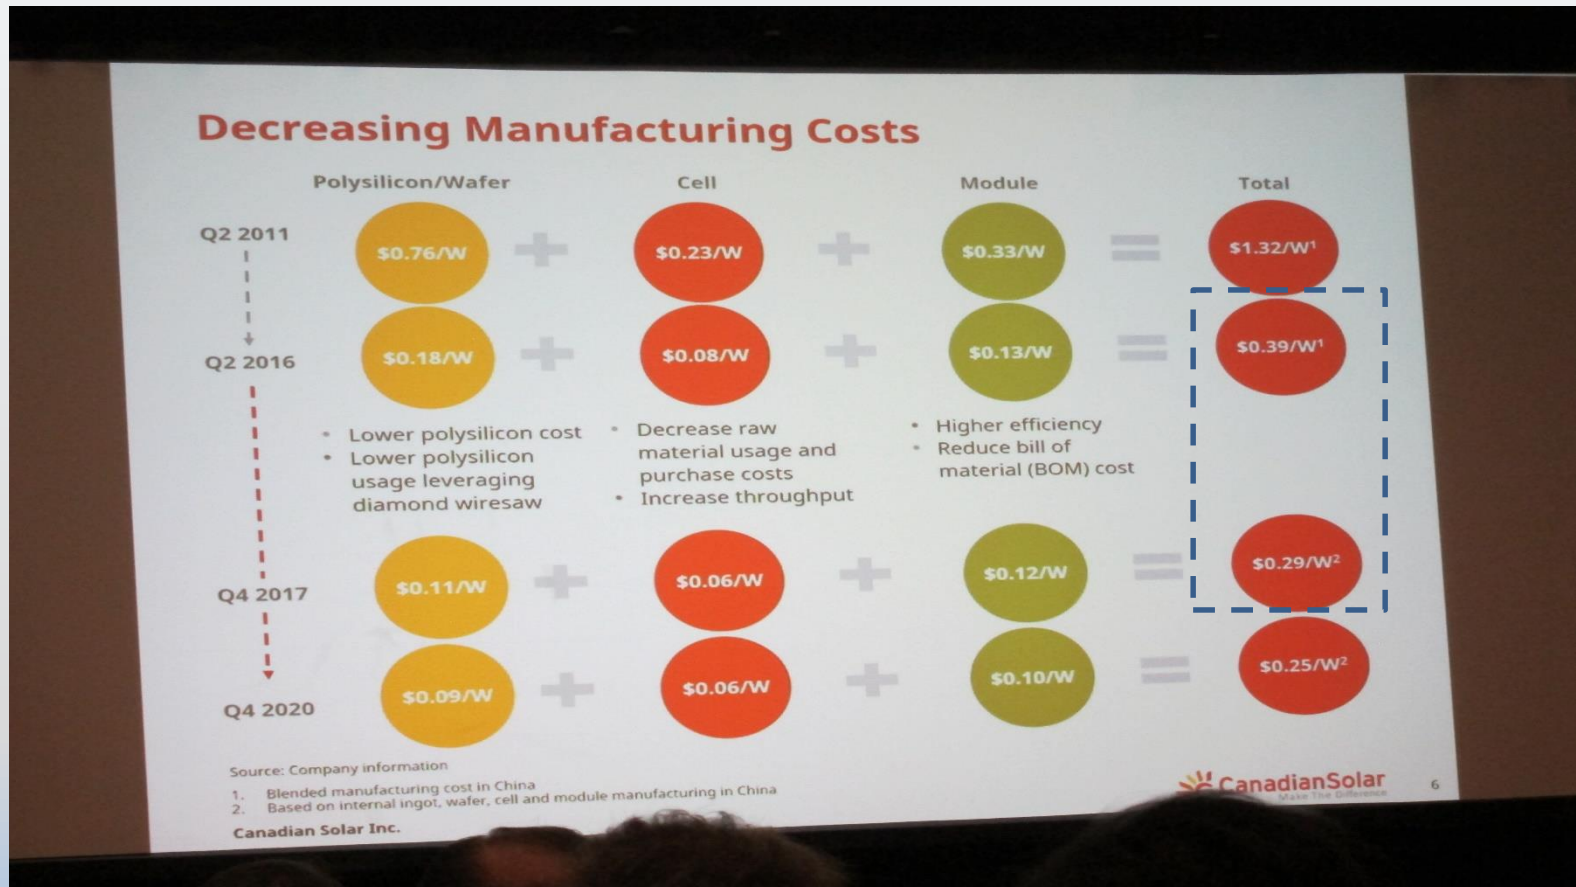 Decreasing Manufacturing Costs
Polysilicon/Wafer Cell Module Total
Q2 2011 $0.76/W + $0.23/W + $0.33/W = $1.32/W¹
Q2 2016 $0.18/W + $0.08/W + $0.13/W = $0.39/W¹
• Lower polysilicon cost
• Lower polysilicon
usage leveraging
diamond wiresaw
• Decrease raw
material usage and
purchase costs
• Increase throughput
• Higher efficiency
• Reduce bill of
material (BOM) cost
Q4 2017 $0.11/W + $0.06/W + $0.12/W = $0.29/W²
Q4 2020 $0.09/W + $0.06/W + $0.10/W = $0.25/W²
Source: Company information
1. Blended manufacturing cost in China
2. Based on internal ingot, wafer, cell and module manufacturing in China
Canadian Solar Inc.
CanadianSolar
Make The Difference
6